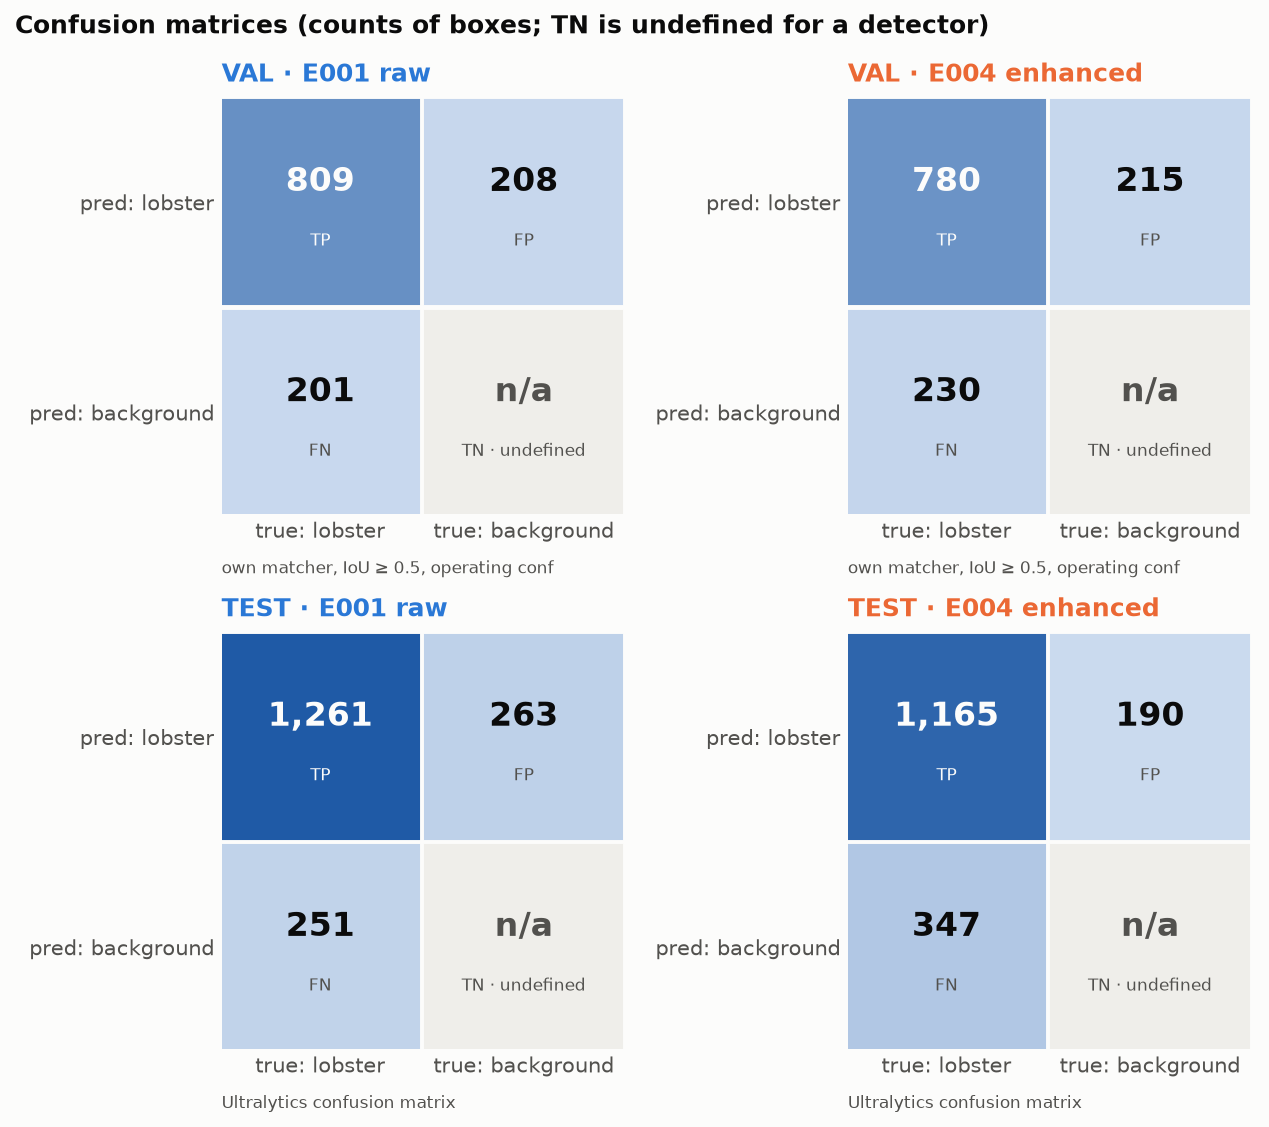 Confusion matrices (counts of boxes; TN is undefined for a detector)
VAL · E001 raw
pred: lobster
809
TP
208
FP
pred: background
201
FN
n/a
TN · undefined
true: lobster
true: background
own matcher, IoU ≥ 0.5, operating conf
VAL · E004 enhanced
pred: lobster
780
TP
215
FP
pred: background
230
FN
n/a
TN · undefined
true: lobster
true: background
own matcher, IoU ≥ 0.5, operating conf
TEST · E001 raw
pred: lobster
1,261
TP
263
FP
pred: background
251
FN
n/a
TN · undefined
true: lobster
true: background
Ultralytics confusion matrix
TEST · E004 enhanced
pred: lobster
1,165
TP
190
FP
pred: background
347
FN
n/a
TN · undefined
true: lobster
true: background
Ultralytics confusion matrix